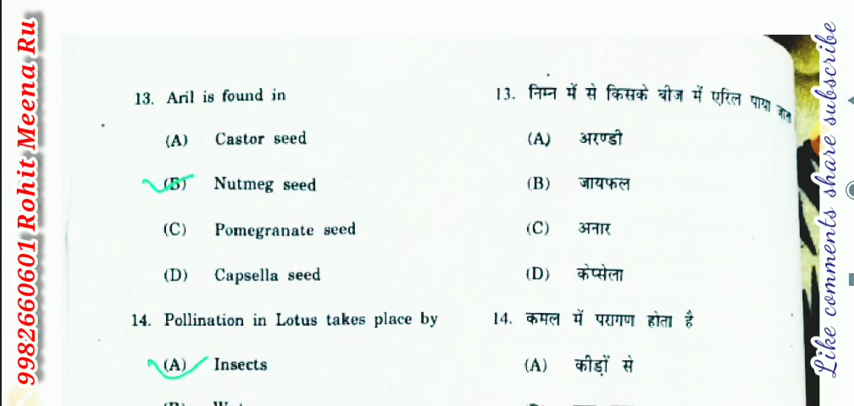 9982660601 Rohit Meena Ru
13. Aril is found in
(A) Castor seed
(B) Nutmeg seed
(C) Pomegranate seed
(D) Capsella seed
14. Pollination in Lotus takes place by
(A) Insects
13. निम्न में से किसके बीज में एरिल पाया जाता
(A) अरण्डी
(B) जायफल
(C) अनार
(D) केप्सेला
14. कमल में परागण होता है
(A) कीड़ों से
Like comments share subscribe